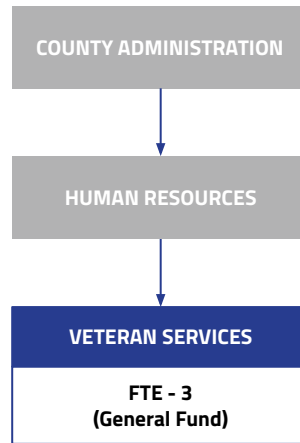 COUNTY ADMINISTRATION
HUMAN RESOURCES
VETERAN SERVICES
FTE - 3
(General Fund)